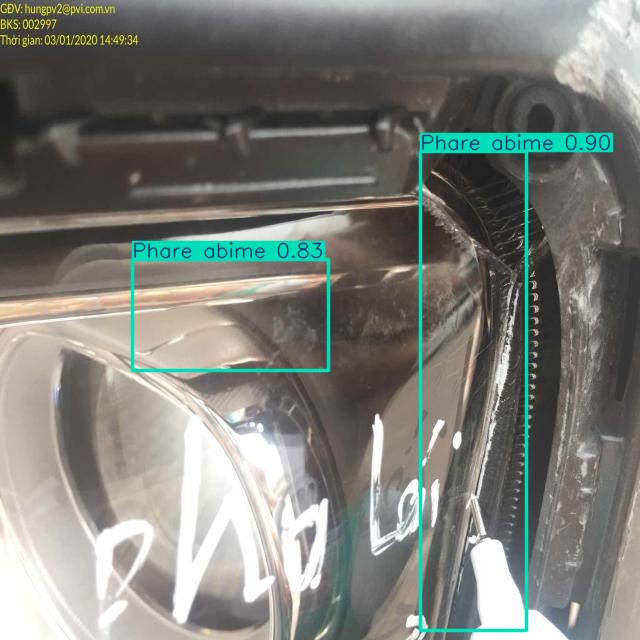 GĐV: hungpv2@pvi.com.vn
BKS: 002997
Thời gian: 03/01/2020 14:49:34
Phare abime 0.90
Phare abime 0.83
Lái
phụ